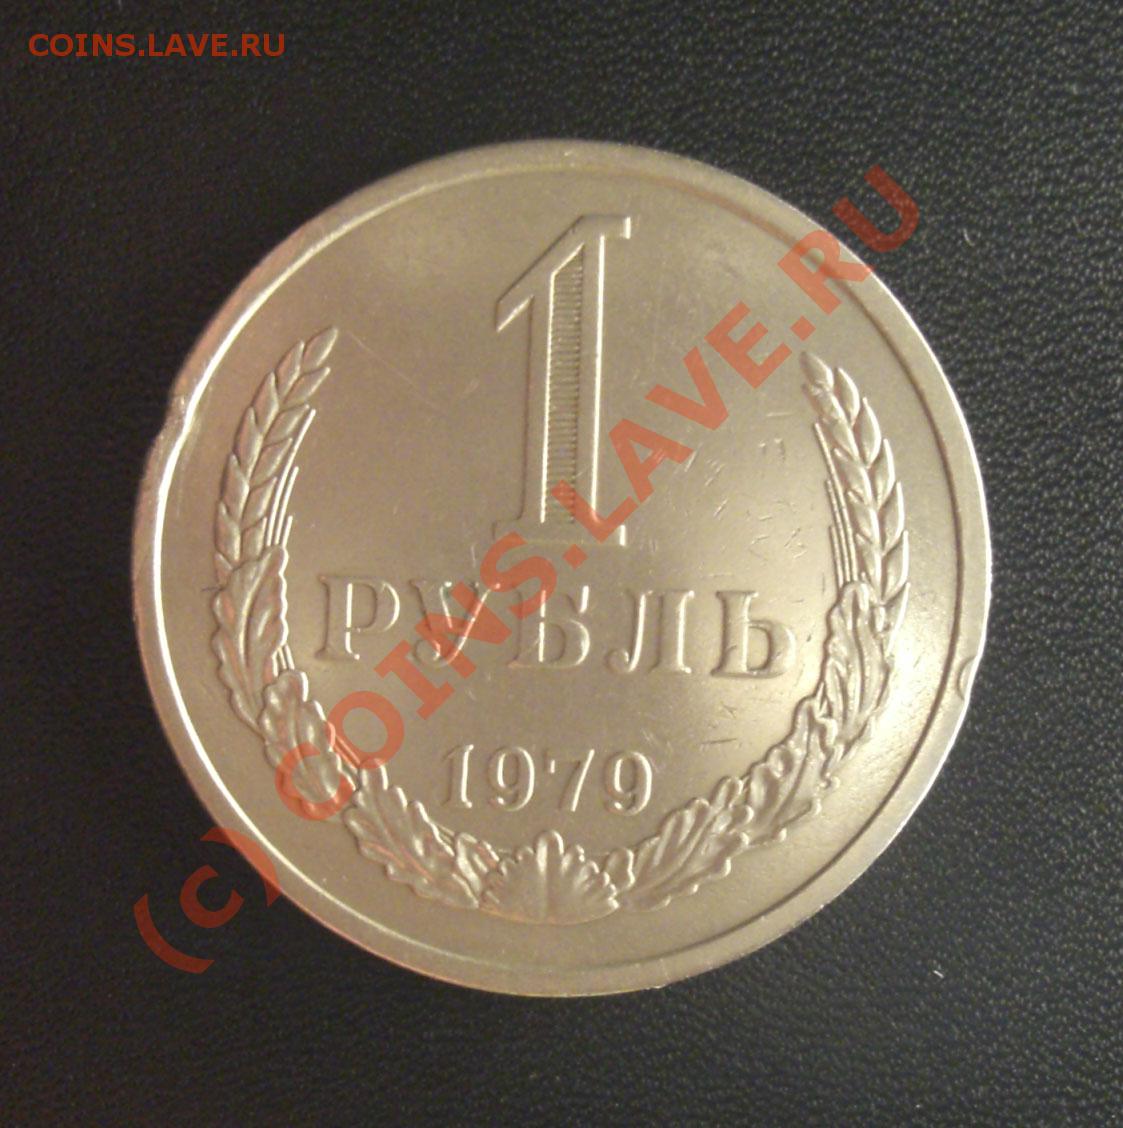 COINS.LAVE.RU
1
РУБЛЬ
1979
(c) COINS.LAVE.RU